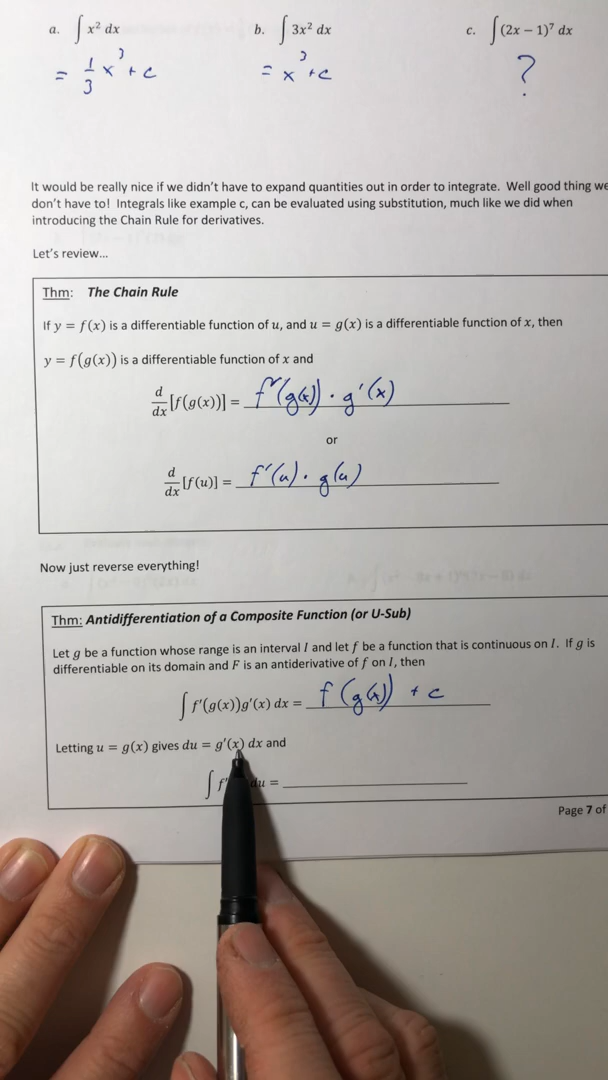 a. ∫ x² dx b. ∫ 3x² dx c. ∫ (2x − 1)⁷ dx
= 1/3 x³ + c = x³ + c ?
It would be really nice if we didn't have to expand quantities out in order to integrate. Well good thing we
don't have to! Integrals like example c, can be evaluated using substitution, much like we did when
introducing the Chain Rule for derivatives.
Let's review...
Thm: The Chain Rule
If y = f(x) is a differentiable function of u, and u = g(x) is a differentiable function of x, then
y = f(g(x)) is a differentiable function of x and
d/dx [f(g(x))] = f'(g(x)) · g'(x)
or
d/dx [f(u)] = f'(u) · g(u)
Now just reverse everything!
Thm: Antidifferentiation of a Composite Function (or U-Sub)
Let g be a function whose range is an interval I and let f be a function that is continuous on I. If g is
differentiable on its domain and F is an antiderivative of f on I, then
∫ f'(g(x))g'(x) dx = f(g(x)) + c
Letting u = g(x) gives du = g'(x) dx and
∫ f' du =
Page 7 of